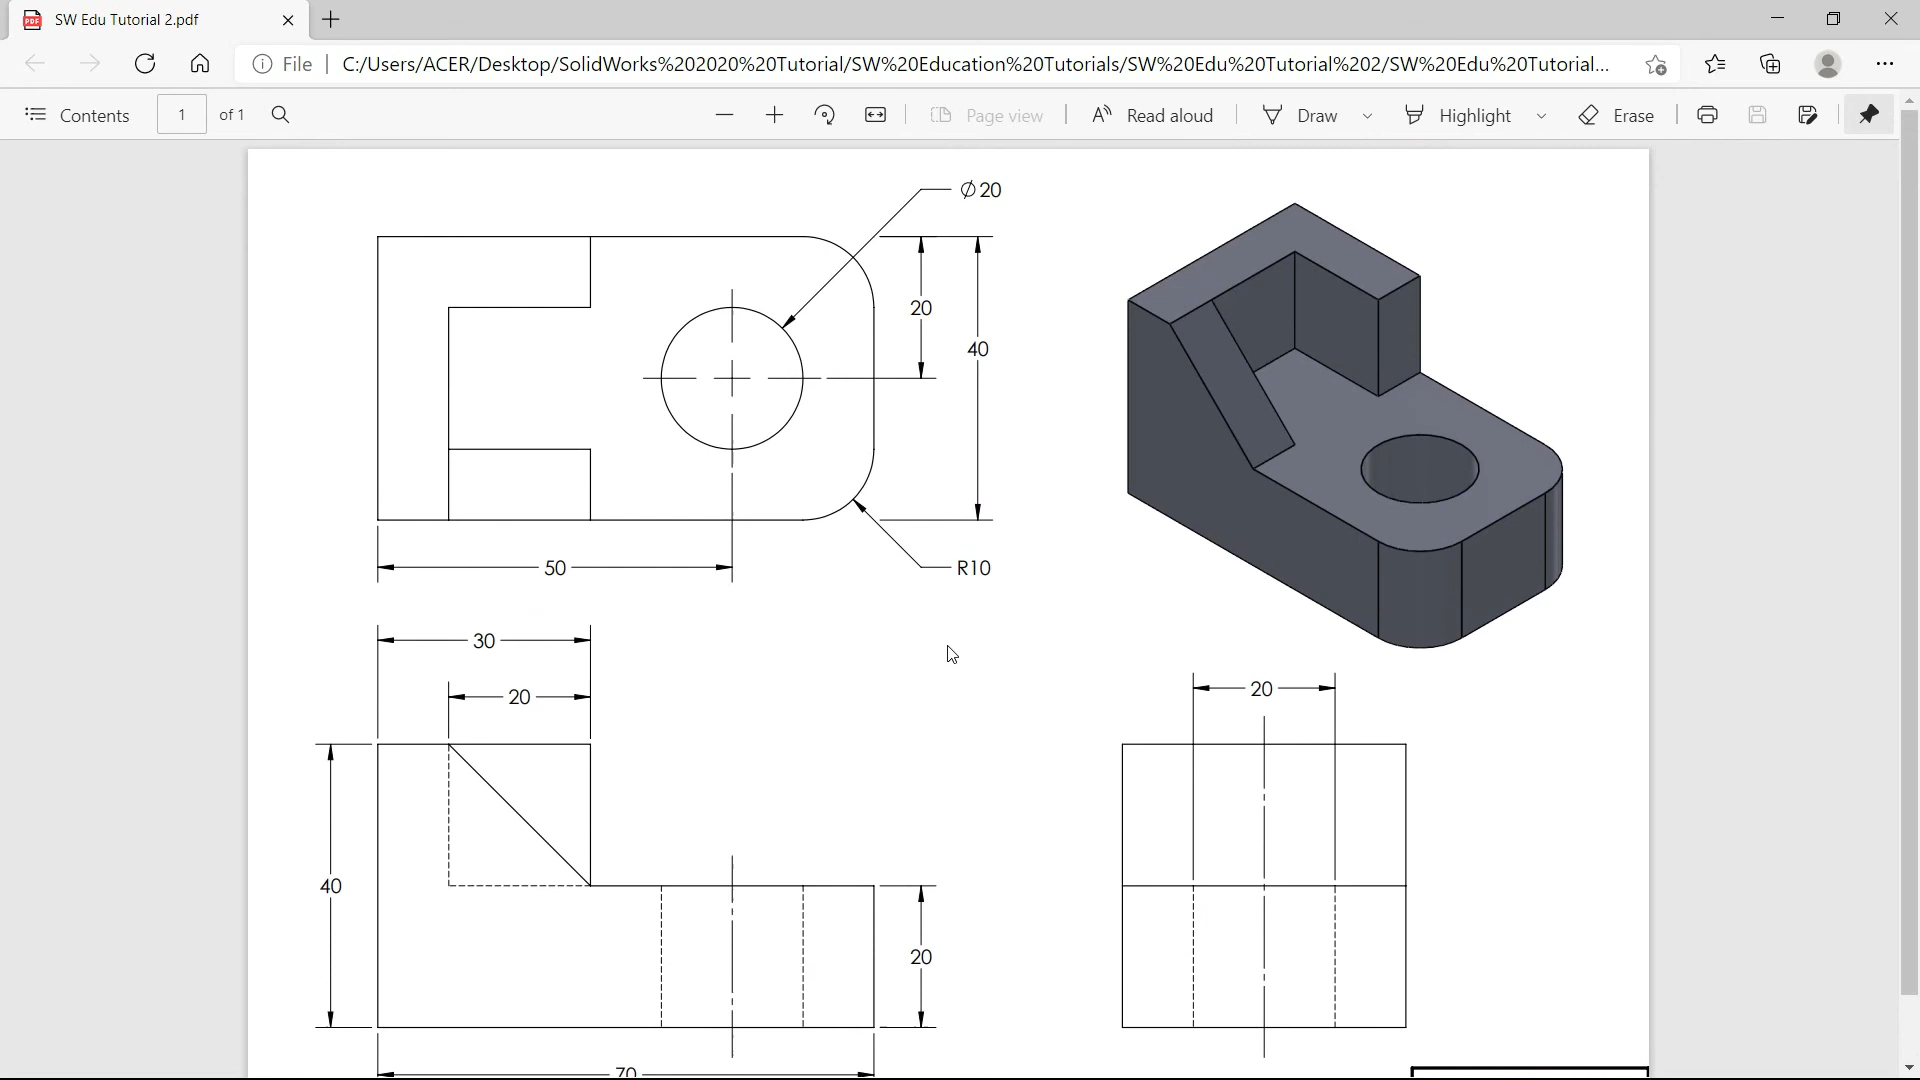 SW Edu Tutorial 2.pdf
File
C:/Users/ACER/Desktop/SolidWorks%202020%20Tutorial/SW%20Education%20Tutorials/SW%20Edu%20Tutorial%202/SW%20Edu%20Tutorial...
Contents
1
of 1
Page view
Read aloud
Draw
Highlight
Erase
PDF
∅20
20
40
50
R10
30
20
20
40
20
70